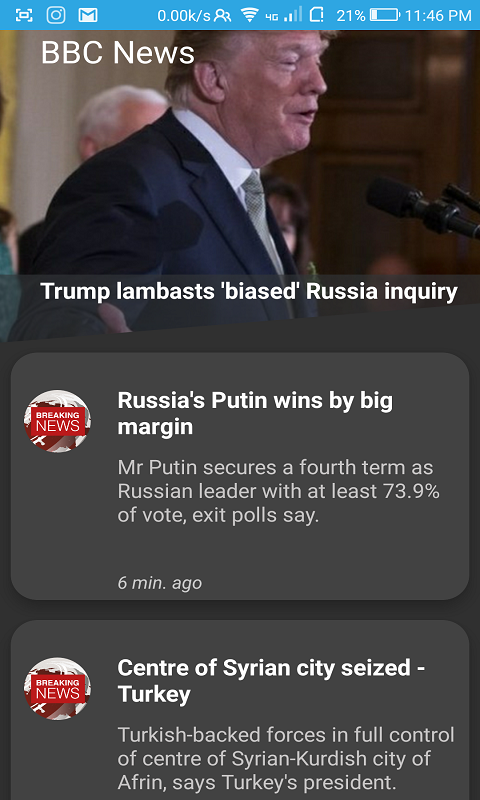 0.00k/s 4G 21% 11:46 PM
BBC News
Trump lambasts 'biased' Russia inquiry
BREAKING
NEWS
Russia's Putin wins by big
margin
Mr Putin secures a fourth term as
Russian leader with at least 73.9%
of vote, exit polls say.
6 min. ago
BREAKING
NEWS
Centre of Syrian city seized -
Turkey
Turkish-backed forces in full control
of centre of Syrian-Kurdish city of
Afrin, says Turkey's president.